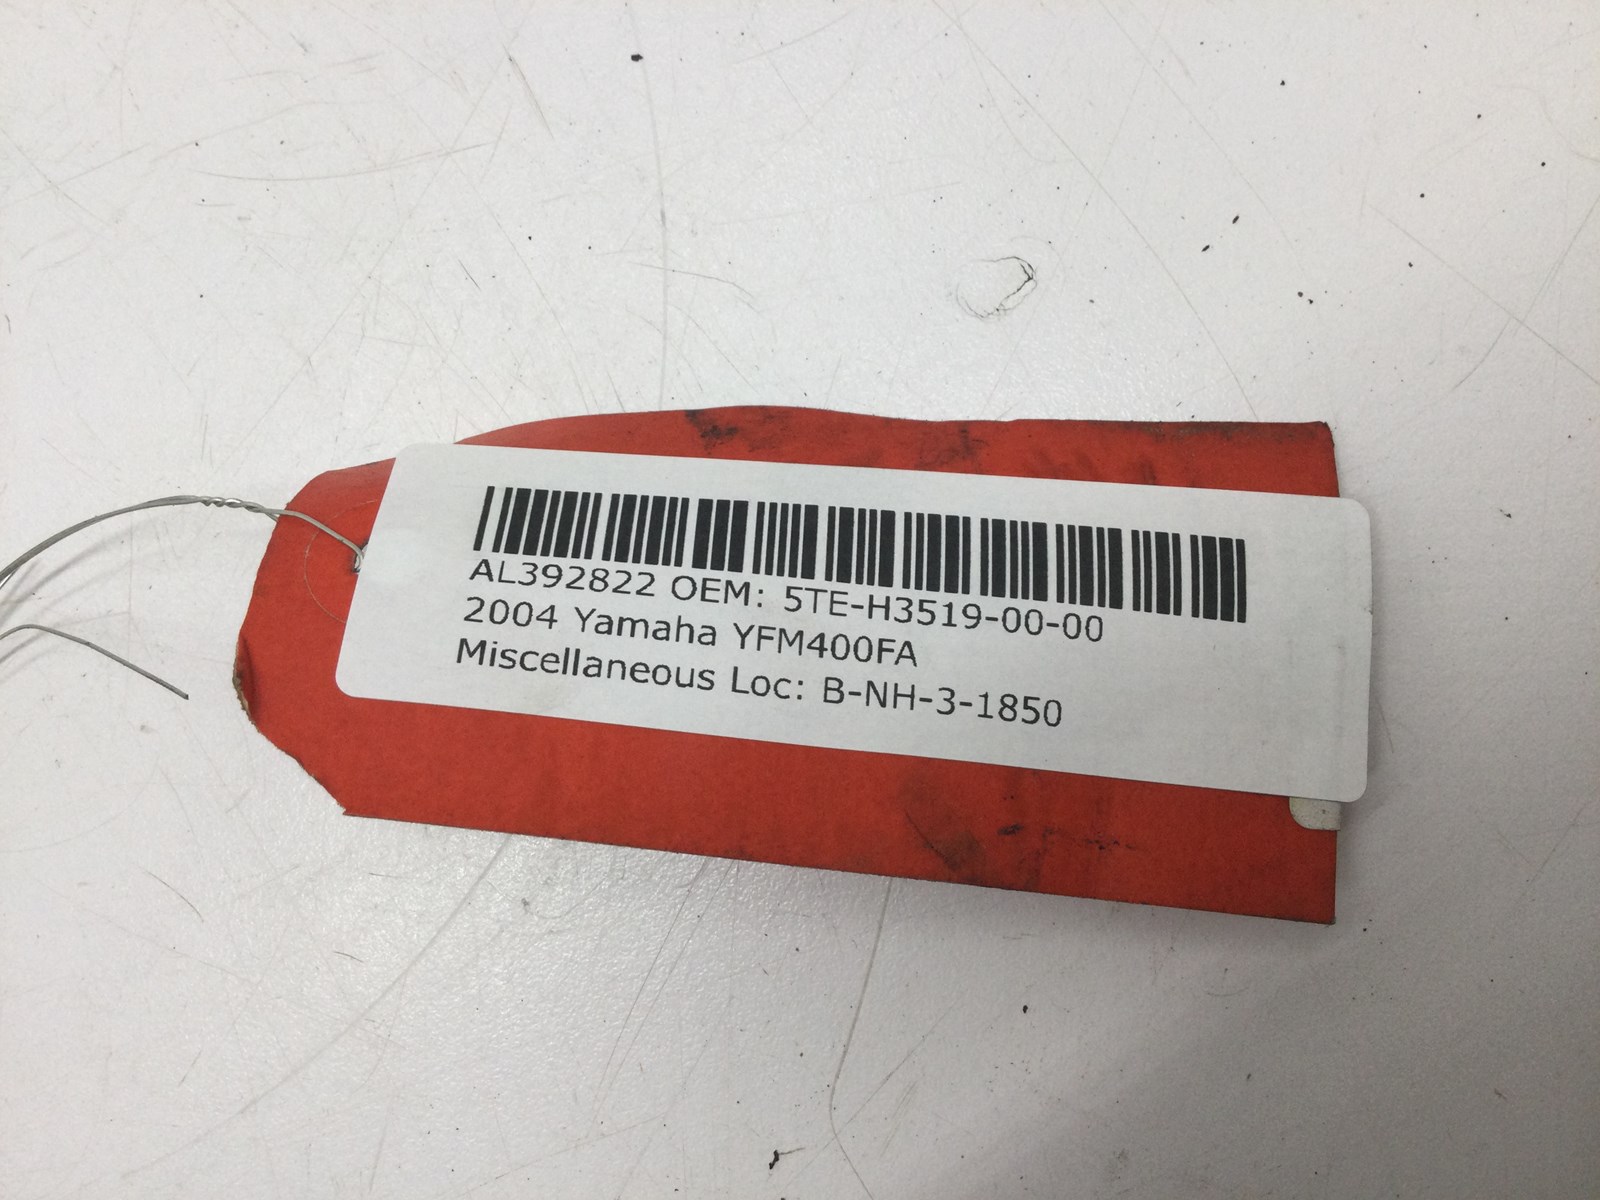 AL392822 OEM: 5TE-H3519-00-00
2004 Yamaha YFM400FA
Miscellaneous Loc: B-NH-3-1850